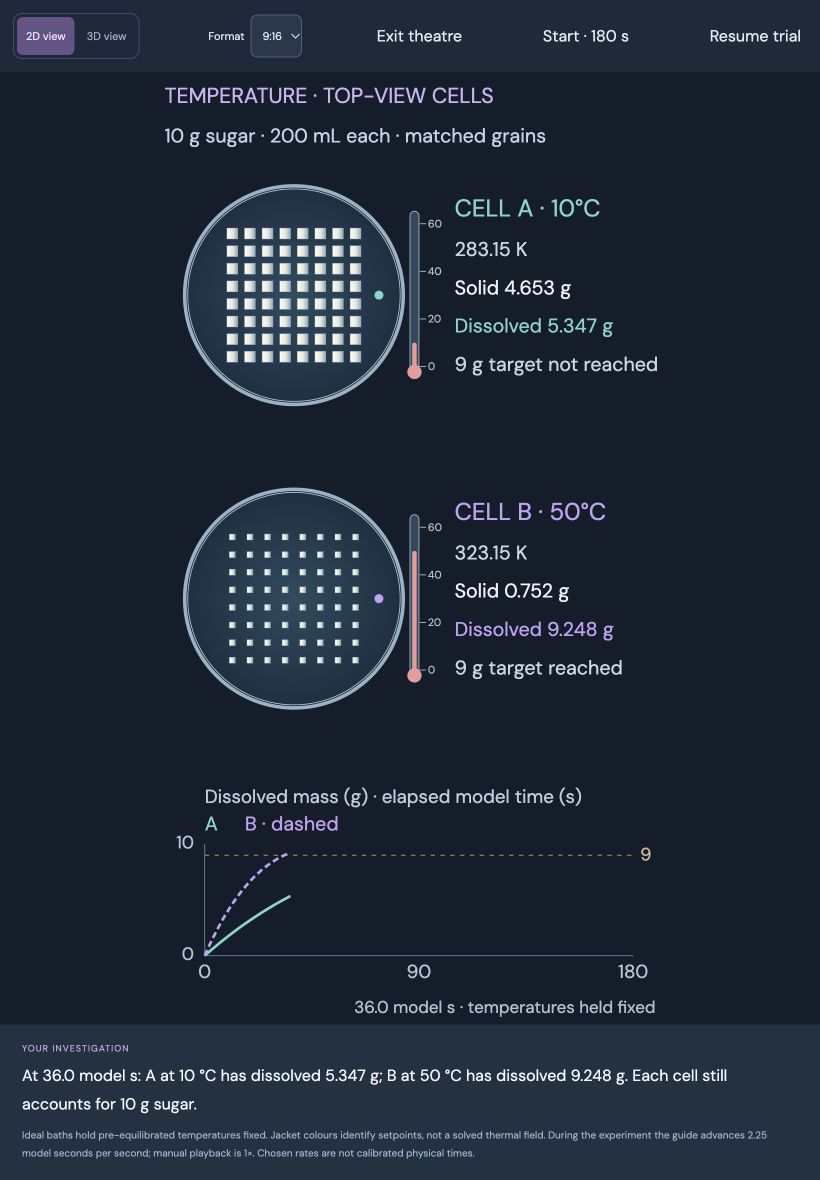 2D view 3D view Format 9:16 Exit theatre Start · 180 s Resume trial
TEMPERATURE · TOP-VIEW CELLS
10 g sugar · 200 mL each · matched grains
CELL A · 10°C
283.15 K
Solid 4.653 g
Dissolved 5.347 g
9 g target not reached
60
40
20
0
CELL B · 50°C
323.15 K
Solid 0.752 g
Dissolved 9.248 g
9 g target reached
60
40
20
0
Dissolved mass (g) · elapsed model time (s)
A B · dashed
10
9
0
0 90 180
36.0 model s · temperatures held fixed
YOUR INVESTIGATION
At 36.0 model s: A at 10 °C has dissolved 5.347 g; B at 50 °C has dissolved 9.248 g. Each cell still
accounts for 10 g sugar.
Ideal baths hold pre-equilibrated temperatures fixed. Jacket colours identify setpoints, not a solved thermal field. During the experiment the guide advances 2.25
model seconds per second; manual playback is 1×. Chosen rates are not calibrated physical times.